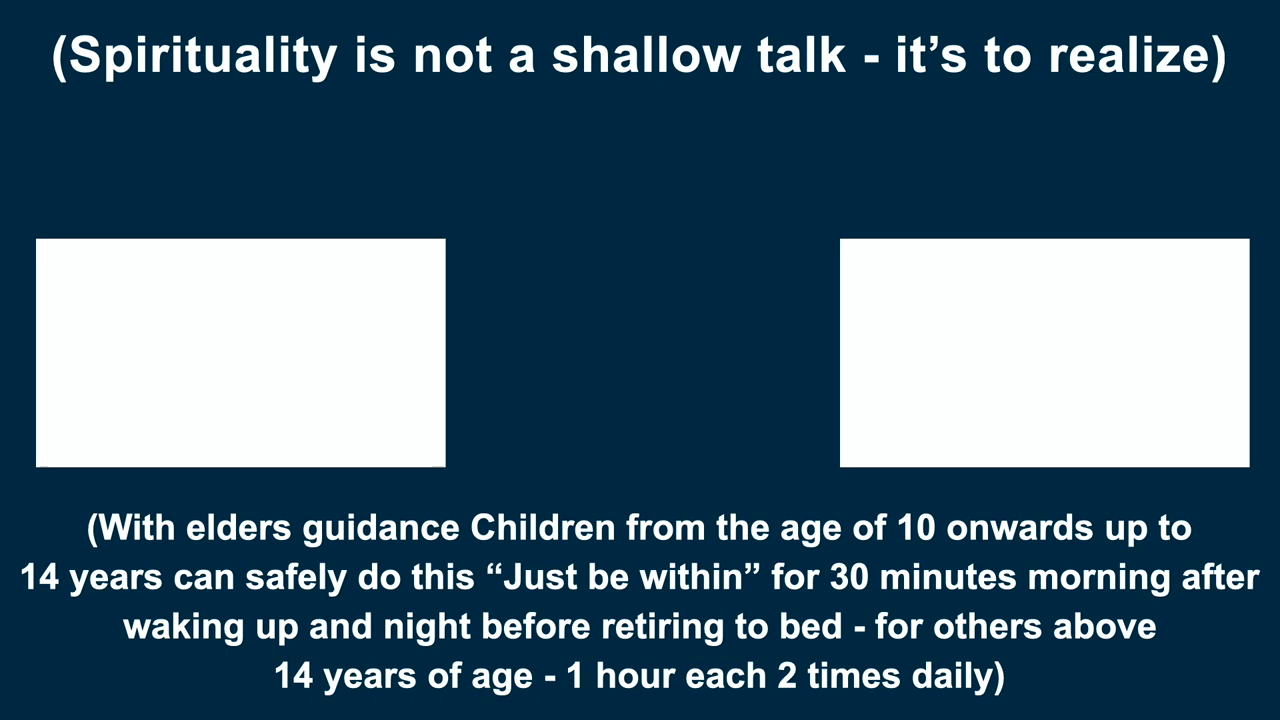 (Spirituality is not a shallow talk - it’s to realize)
(With elders guidance Children from the age of 10 onwards up to
14 years can safely do this “Just be within” for 30 minutes morning after
waking up and night before retiring to bed - for others above
14 years of age - 1 hour each 2 times daily)